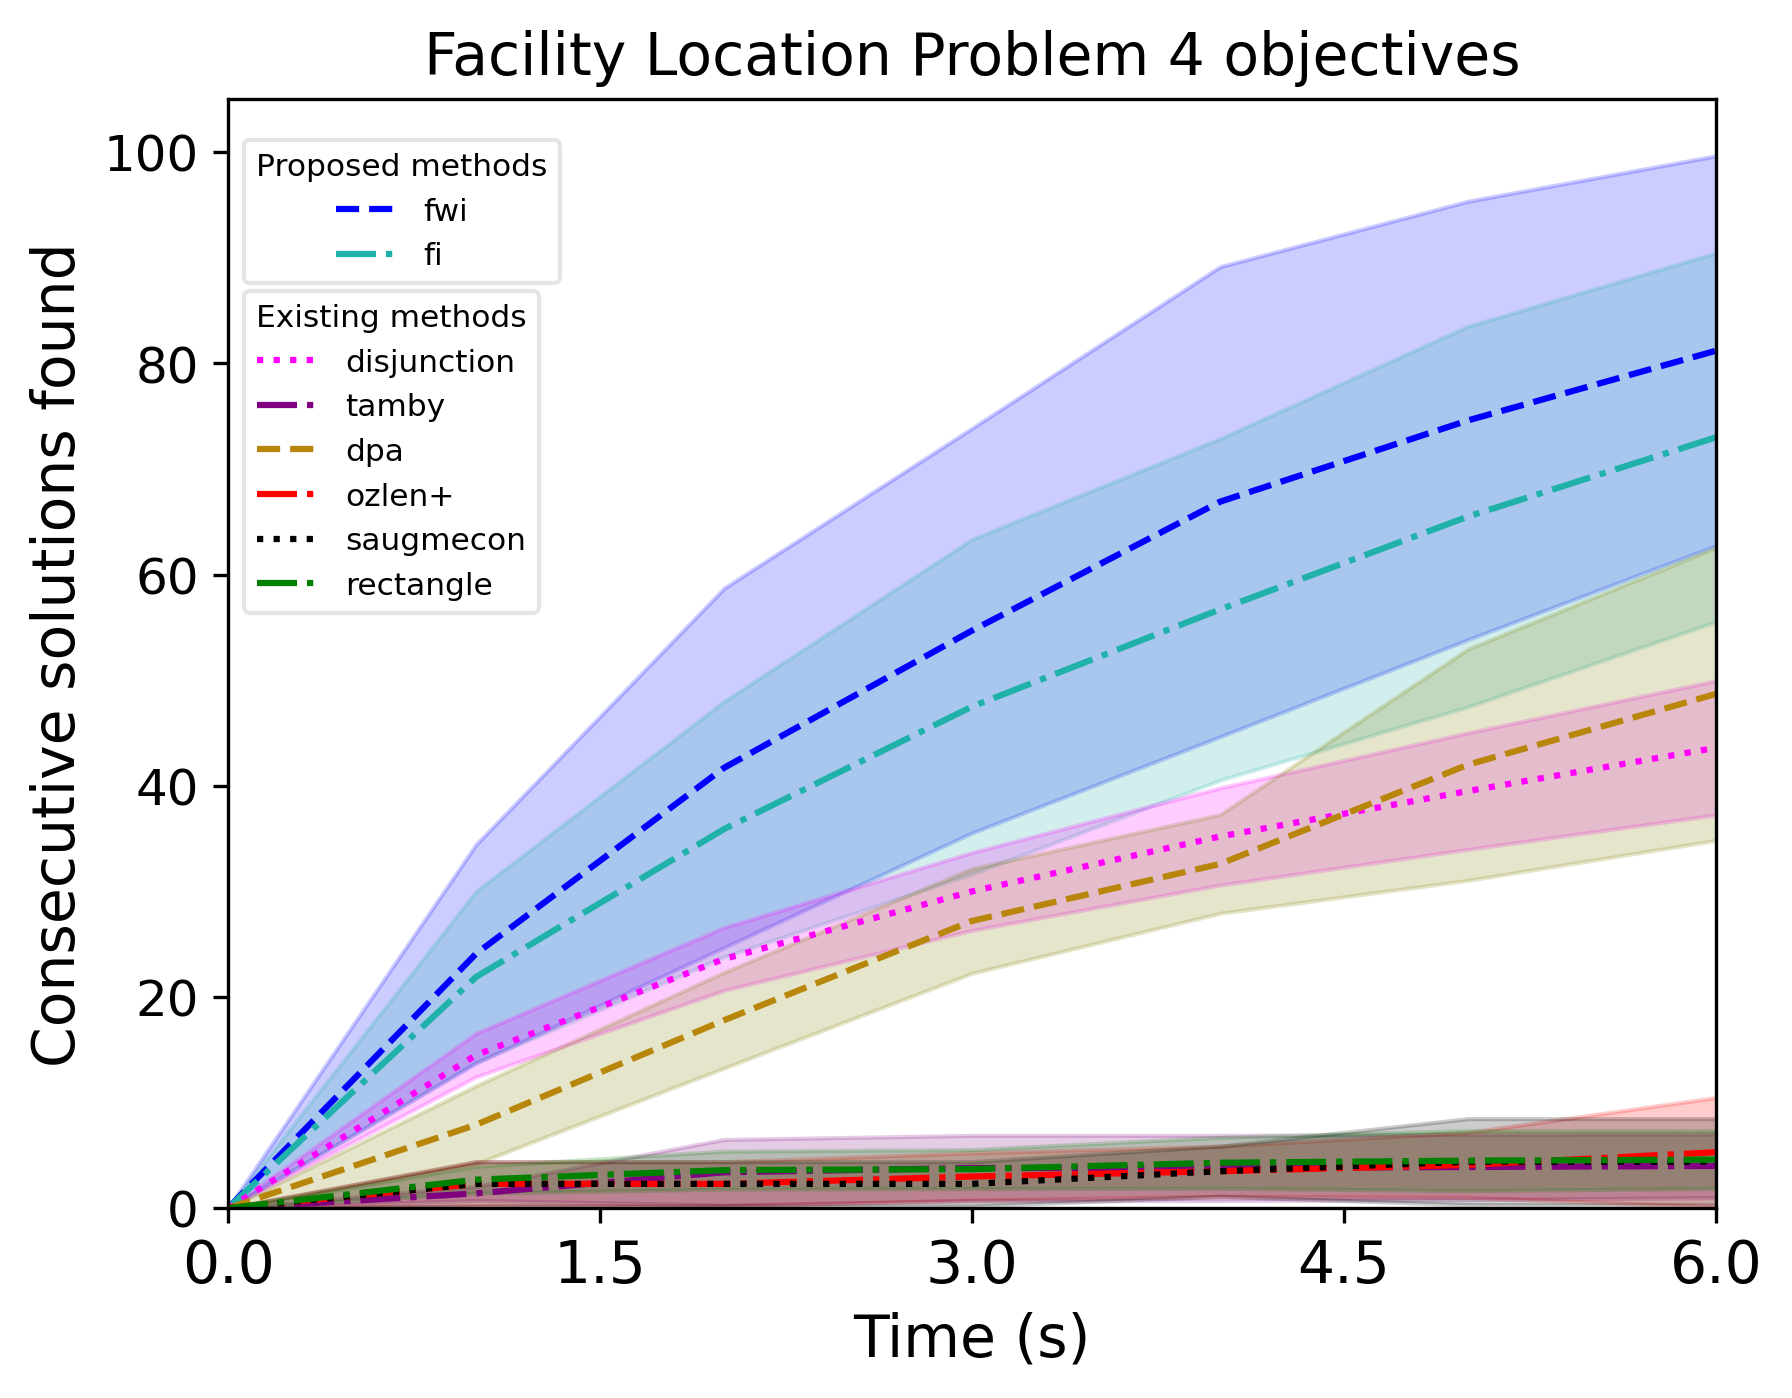 Facility Location Problem 4 objectives
Consecutive solutions found
100
80
60
40
20
0
Proposed methods
fwi
fi
Existing methods
disjunction
tamby
dpa
ozlen+
saugmecon
rectangle
0.0 1.5 3.0 4.5 6.0
Time (s)